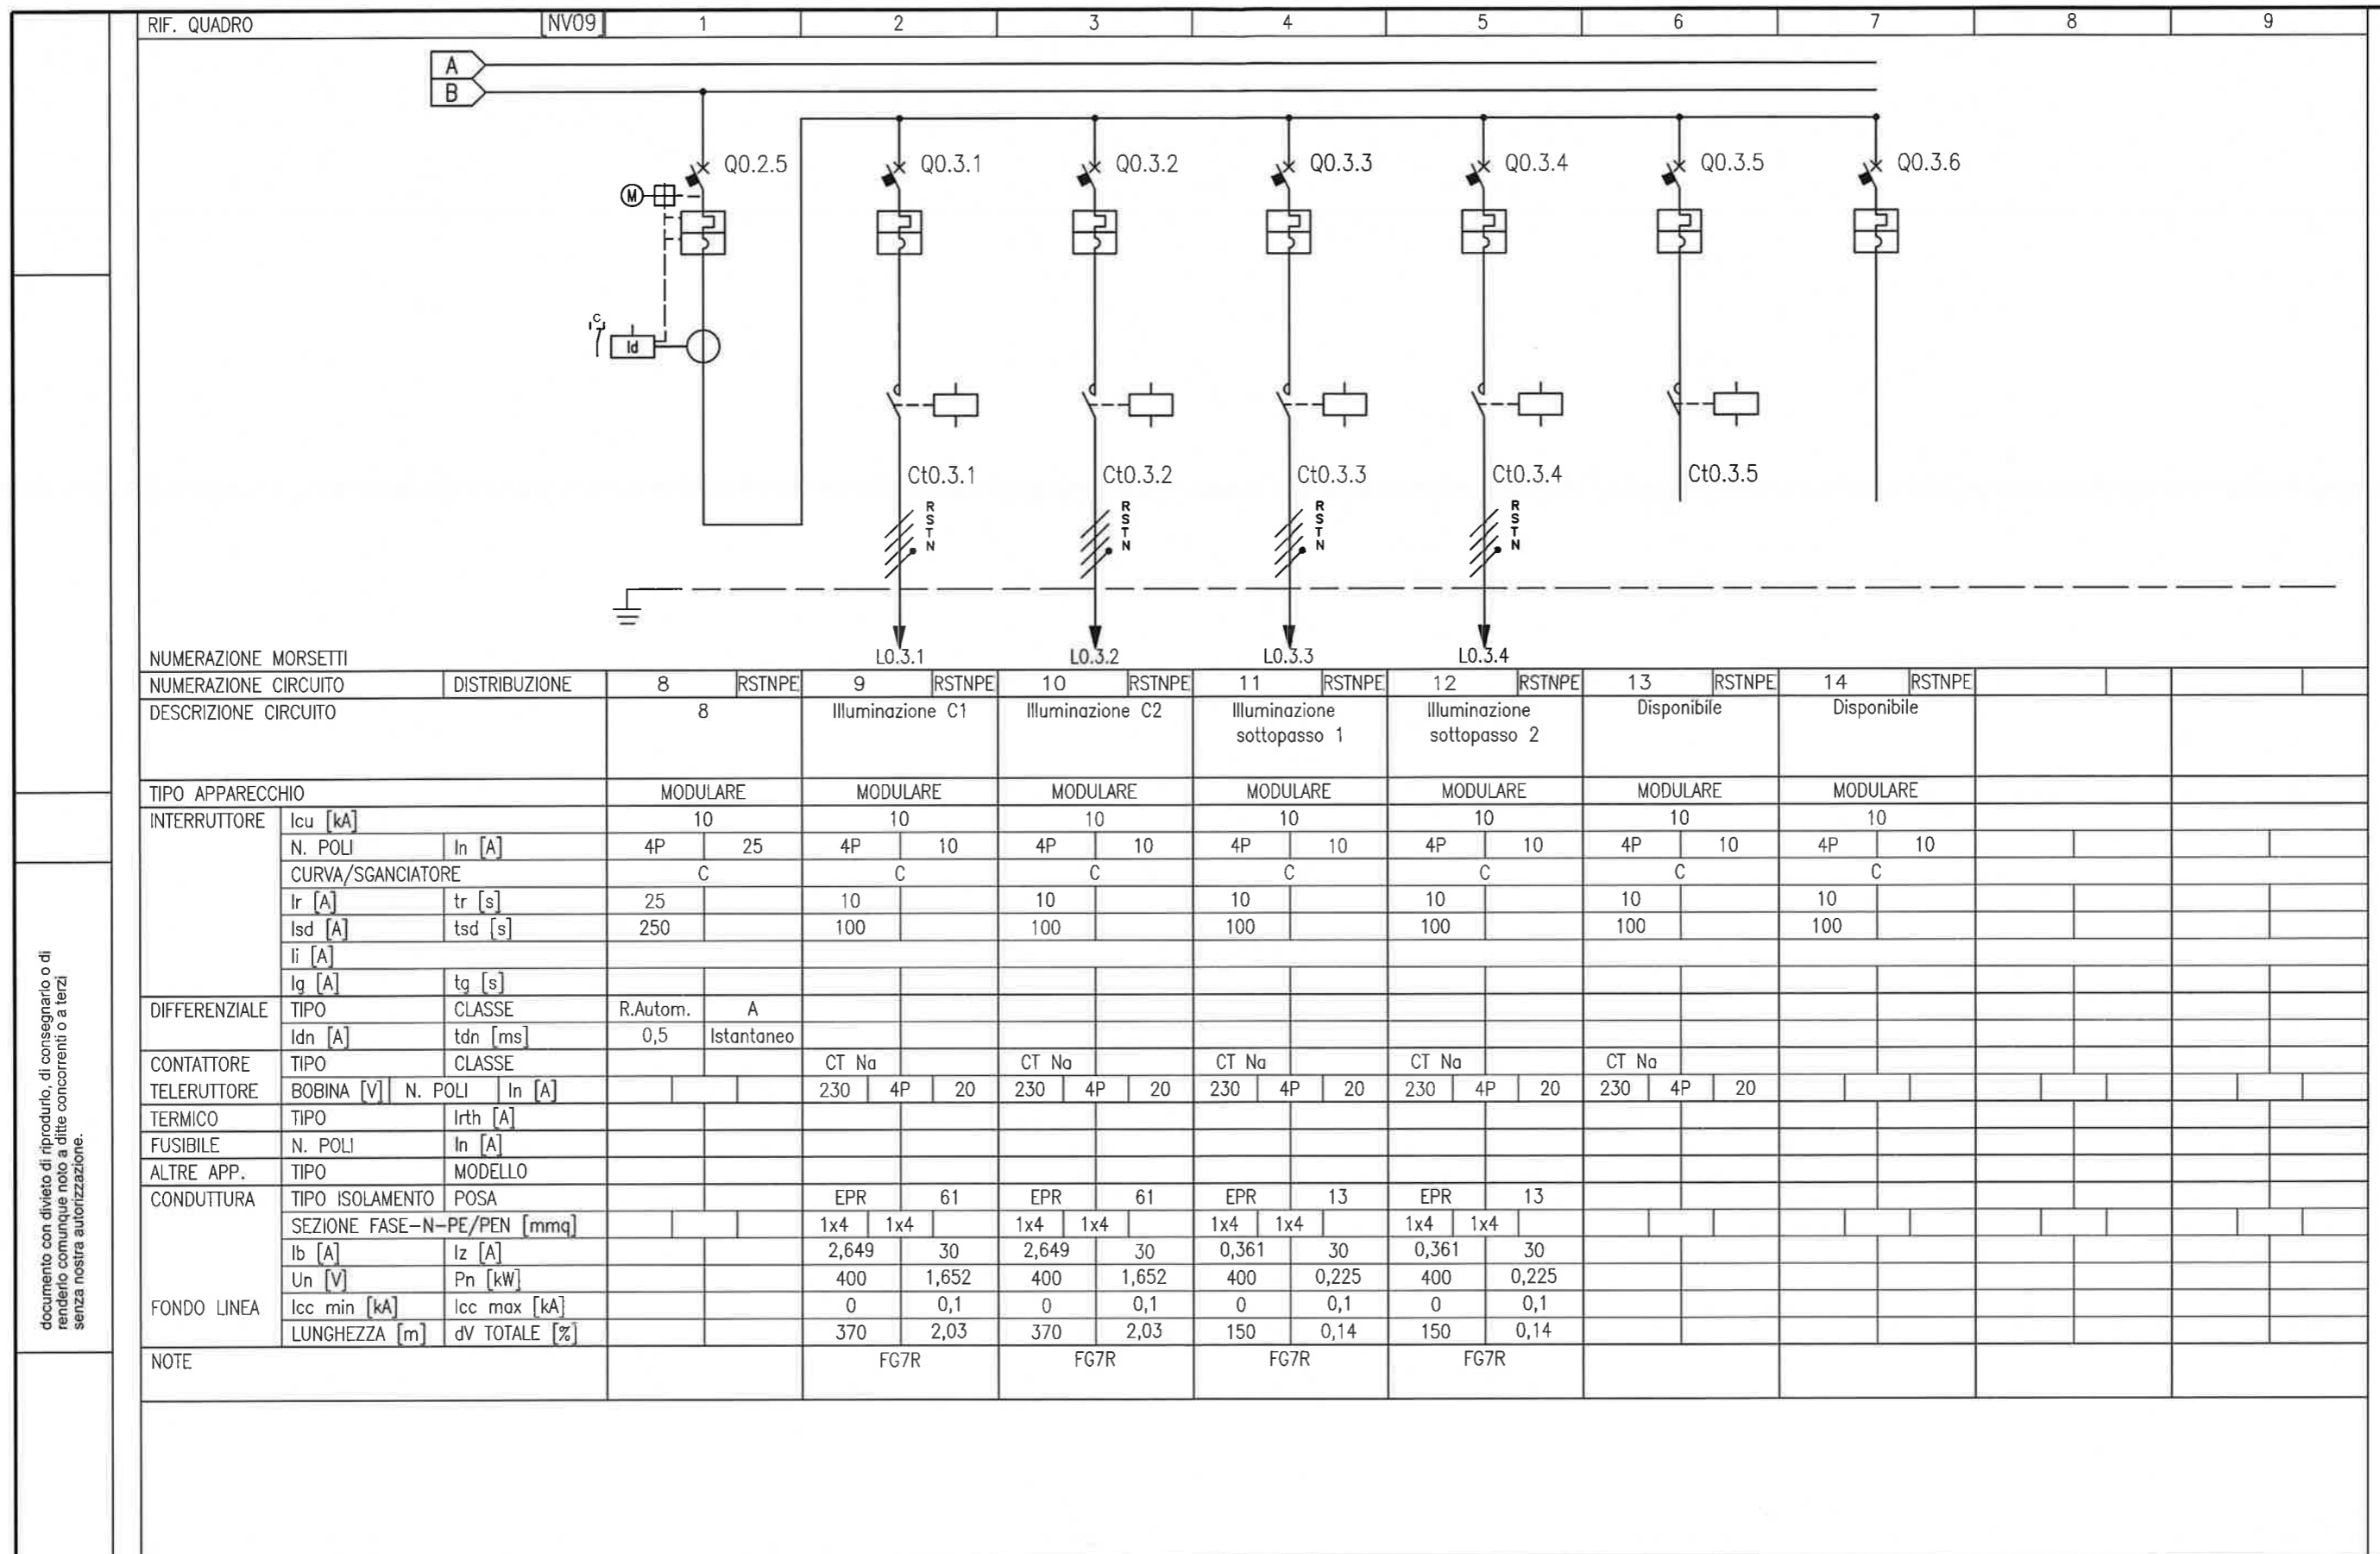 RIF. QUADRO [NV09] 1 2 3 4 5 6 7 8 9
A
B
Q0.2.5 Q0.3.1 Q0.3.2 Q0.3.3 Q0.3.4 Q0.3.5 Q0.3.6
M
C
Id
Ct0.3.1 Ct0.3.2 Ct0.3.3 Ct0.3.4 Ct0.3.5
R R R R
S S S S
T T T T
N N N N
NUMERAZIONE MORSETTI L0.3.1 L0.3.2 L0.3.3 L0.3.4
NUMERAZIONE CIRCUITO DISTRIBUZIONE 8 RSTNPE 9 RSTNPE 10 RSTNPE 11 RSTNPE 12 RSTNPE 13 RSTNPE 14 RSTNPE
DESCRIZIONE CIRCUITO 8 Illuminazione C1 Illuminazione C2 Illuminazione Illuminazione Disponibile Disponibile
sottopasso 1 sottopasso 2
TIPO APPARECCHIO MODULARE MODULARE MODULARE MODULARE MODULARE MODULARE MODULARE
INTERRUTTORE Icu [kA] 10 10 10 10 10 10 10
N. POLI In [A] 4P 25 4P 10 4P 10 4P 10 4P 10 4P 10 4P 10
CURVA/SGANCIATORE C C C C C C C
Ir [A] tr [s] 25 10 10 10 10 10 10
Isd [A] tsd [s] 250 100 100 100 100 100 100
Ii [A]
Ig [A] tg [s]
DIFFERENZIALE TIPO CLASSE R.Autom. A
Idn [A] tdn [ms] 0,5 Istantaneo
CONTATTORE TIPO CLASSE CT Na CT Na CT Na CT Na CT Na
TELERUTTORE BOBINA [V] N. POLI In [A] 230 4P 20 230 4P 20 230 4P 20 230 4P 20 230 4P 20
TERMICO TIPO Irth [A]
FUSIBILE N. POLI In [A]
ALTRE APP. TIPO MODELLO
CONDUTTURA TIPO ISOLAMENTO POSA EPR 61 EPR 61 EPR 13 EPR 13
SEZIONE FASE-N-PE/PEN [mmq] 1x4 1x4 1x4 1x4 1x4 1x4 1x4 1x4
Ib [A] Iz [A] 2,649 30 2,649 30 0,361 30 0,361 30
Un [V] Pn [kW] 400 1,652 400 1,652 400 0,225 400 0,225
FONDO LINEA Icc min [kA] Icc max [kA] 0 0,1 0 0,1 0 0,1 0 0,1
LUNGHEZZA [m] dV TOTALE [%] 370 2,03 370 2,03 150 0,14 150 0,14
NOTE FG7R FG7R FG7R FG7R
documento con divieto di riprodurlo, di consegnario o di
renderlo comunque noto a ditte concorrenti o a terzi
senza nostra autorizzazione.